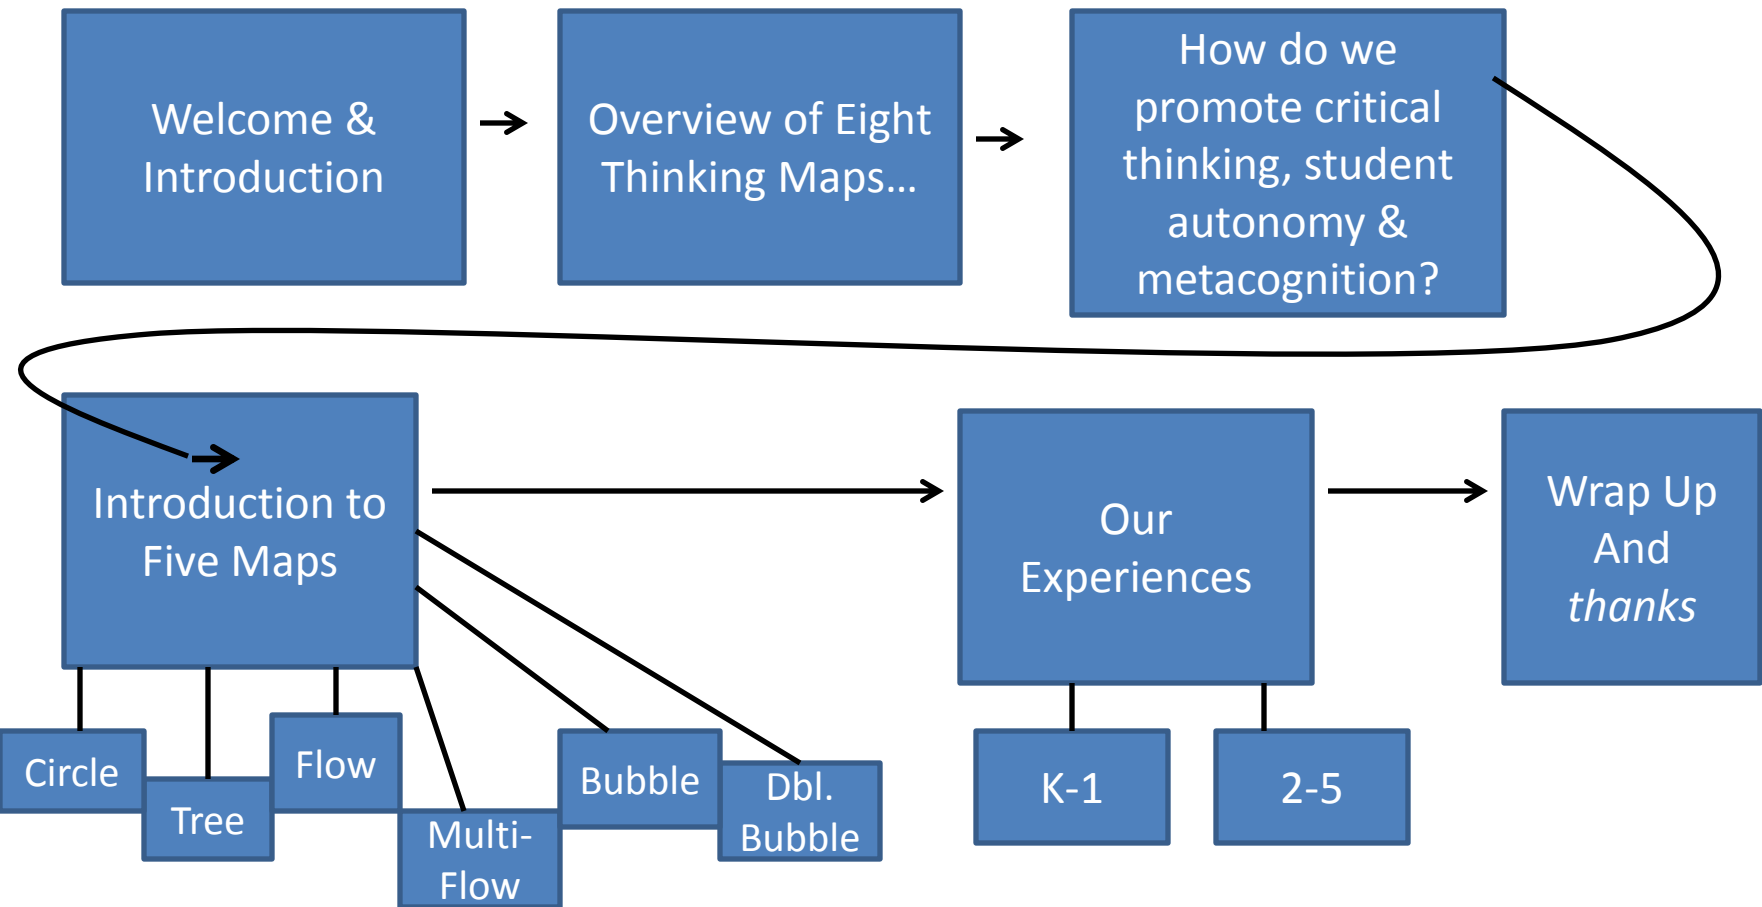 Welcome &
Introduction
Overview of Eight
Thinking Maps...
How do we
promote critical
thinking, student
autonomy &
metacognition?
Introduction to
Five Maps
Our
Experiences
Wrap Up
And
thanks
Circle
Tree
Flow
Multi-
Flow
Bubble
Dbl.
Bubble
K-1
2-5